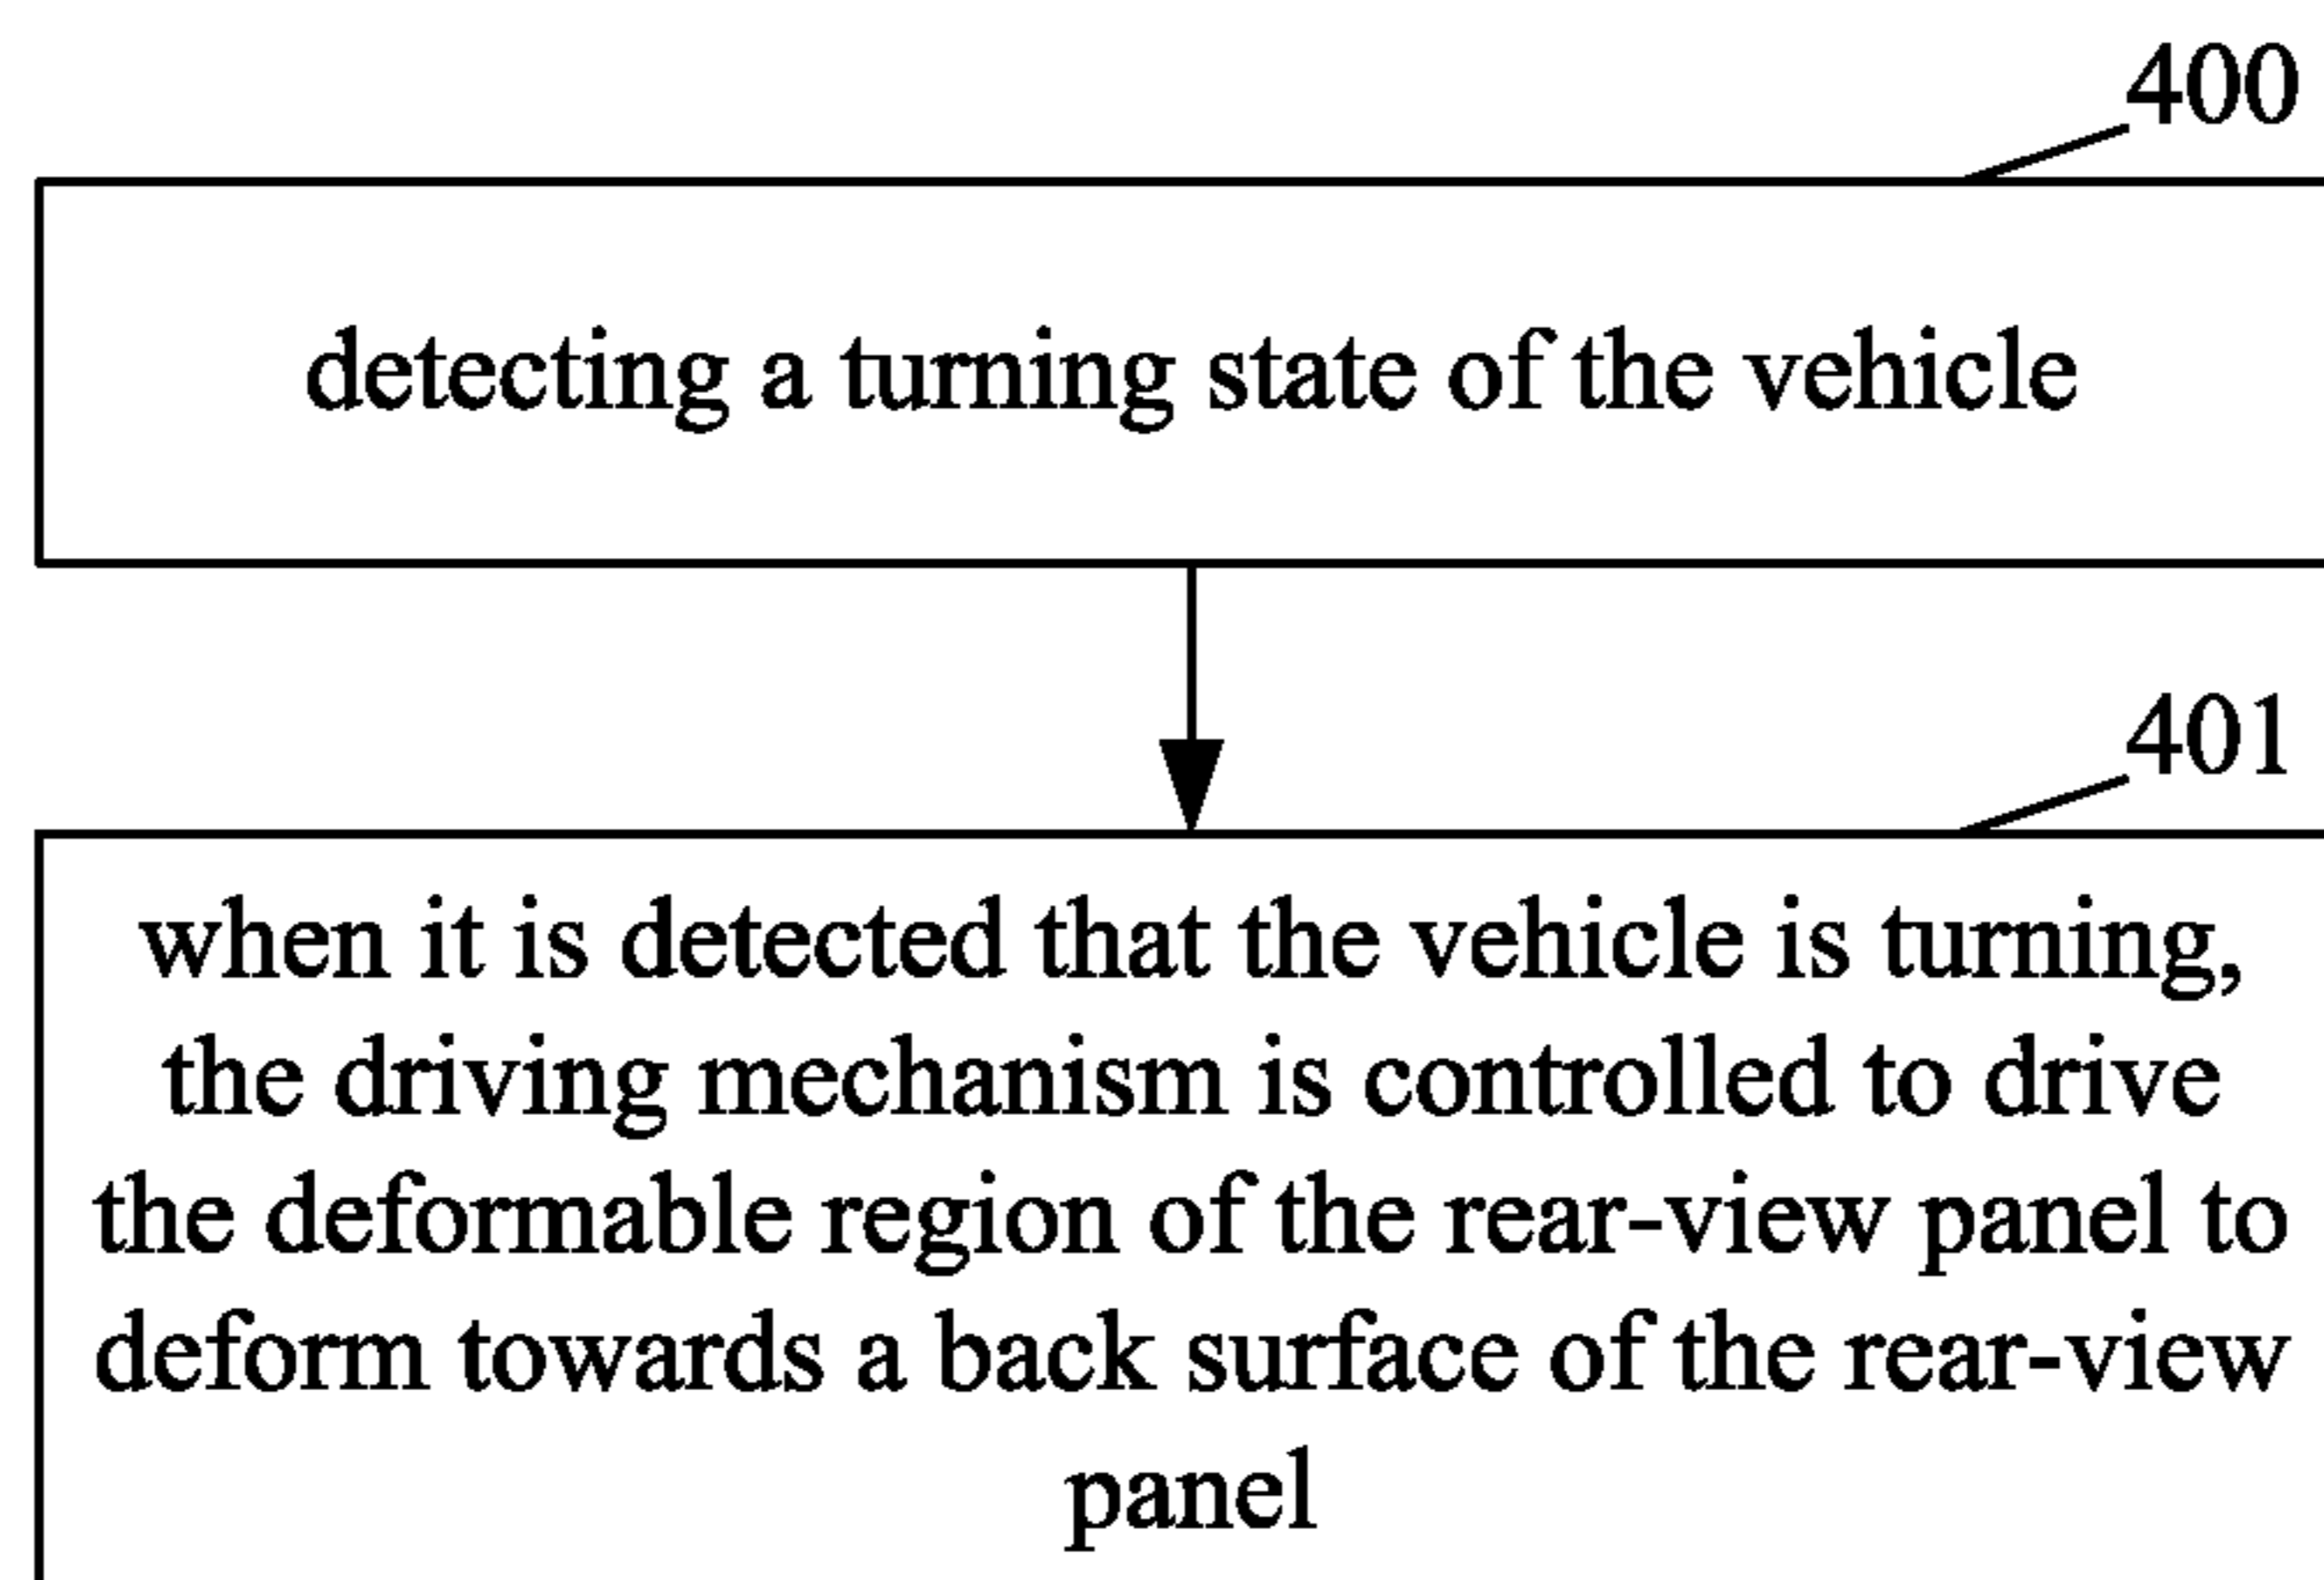 400
detecting a turning state of the vehicle
401
when it is detected that the vehicle is turning,
the driving mechanism is controlled to drive
the deformable region of the rear-view panel to
deform towards a back surface of the rear-view
panel